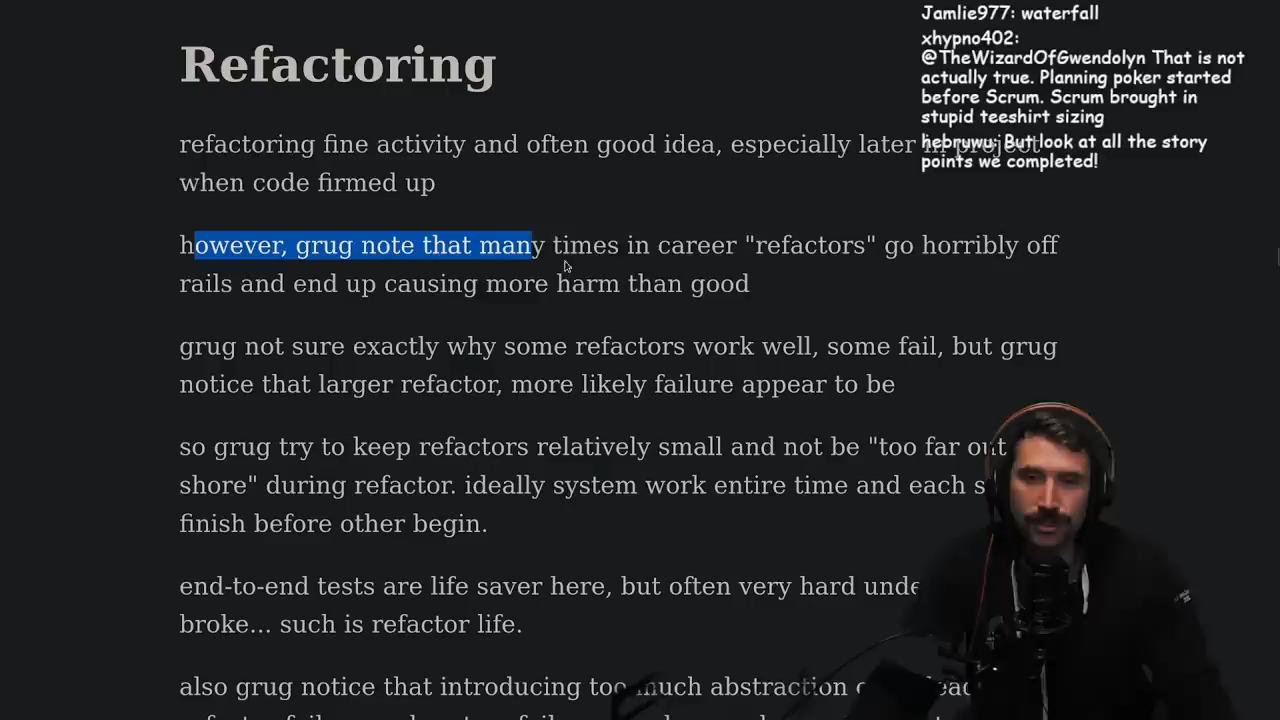 Refactoring
refactoring fine activity and often good idea, especially later in project
when code firmed up
however, grug note that many times in career "refactors" go horribly off
rails and end up causing more harm than good
grug not sure exactly why some refactors work well, some fail, but grug
notice that larger refactor, more likely failure appear to be
so grug try to keep refactors relatively small and not be "too far out
shore" during refactor. ideally system work entire time and each
finish before other begin.
end-to-end tests are life saver here, but often very hard
broke... such is refactor life.
also grug notice that introducing too much abstraction
Jamlie977: waterfall
xhypno402:
@TheWizardOfGwendolyn That is not
actually true. Planning poker started
before Scrum. Scrum brought in
stupid teeshirt sizing
hebruwu: But look at all the story
points we completed!